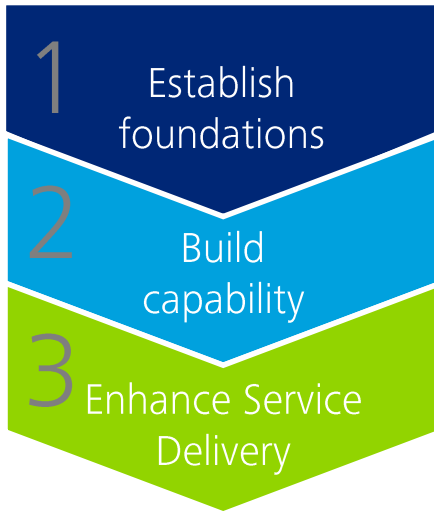 1
Establish
foundations
2
Build
capability
3
Enhance Service
Delivery